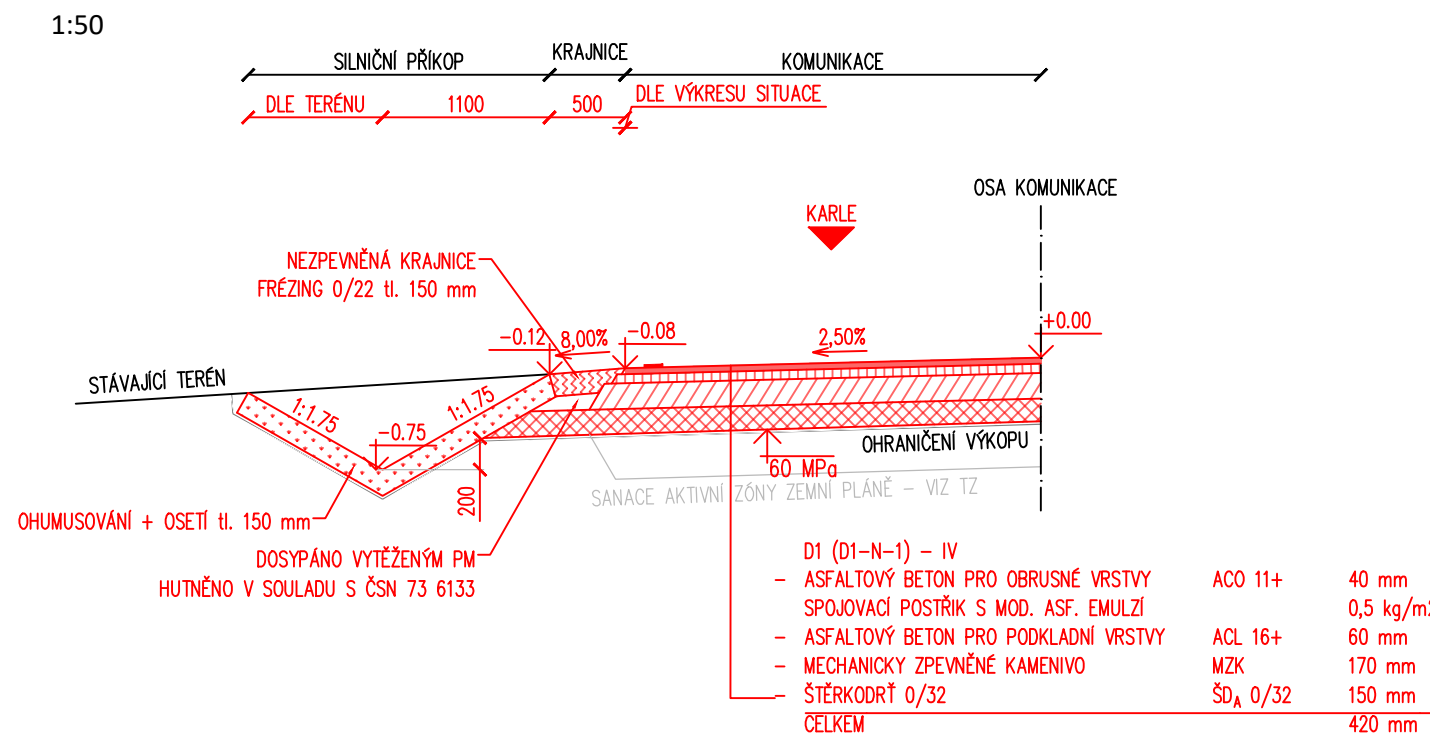 1:50
SILNIČNÍ PŘÍKOP KRAJNICE KOMUNIKACE
DLE TERÉNU 1100 500 DLE VÝKRESU SITUACE
OSA KOMUNIKACE
KARLE
NEZPEVNĚNÁ KRAJNICE
FRÉZING 0/22 tl. 150 mm
-0.12 8,00% -0.08 2,50% +0.00
STÁVAJÍCÍ TERÉN
1:1.75 1:1.75
-0.75
OHRANIČENÍ VÝKOPU
60 MPa
200
SANACE AKTIVNÍ ZÓNY ZEMNÍ PLÁNĚ - VIZ TZ
OHUMUSOVÁNÍ + OSETÍ tl. 150 mm
DOSYPÁNO VYTĚŽENÝM PM
HUTNĚNO V SOULADU S ČSN 73 6133
D1 (D1-N-1) - IV
- ASFALTOVÝ BETON PRO OBRUSNÉ VRSTVY ACO 11+ 40 mm
SPOJOVACÍ POSTŘIK S MOD. ASF. EMULZÍ 0,5 kg/m2
- ASFALTOVÝ BETON PRO PODKLADNÍ VRSTVY ACL 16+ 60 mm
- MECHANICKY ZPEVNĚNÉ KAMENIVO MZK 170 mm
- ŠTĚRKODRŤ 0/32 ŠDA 0/32 150 mm
CELKEM 420 mm